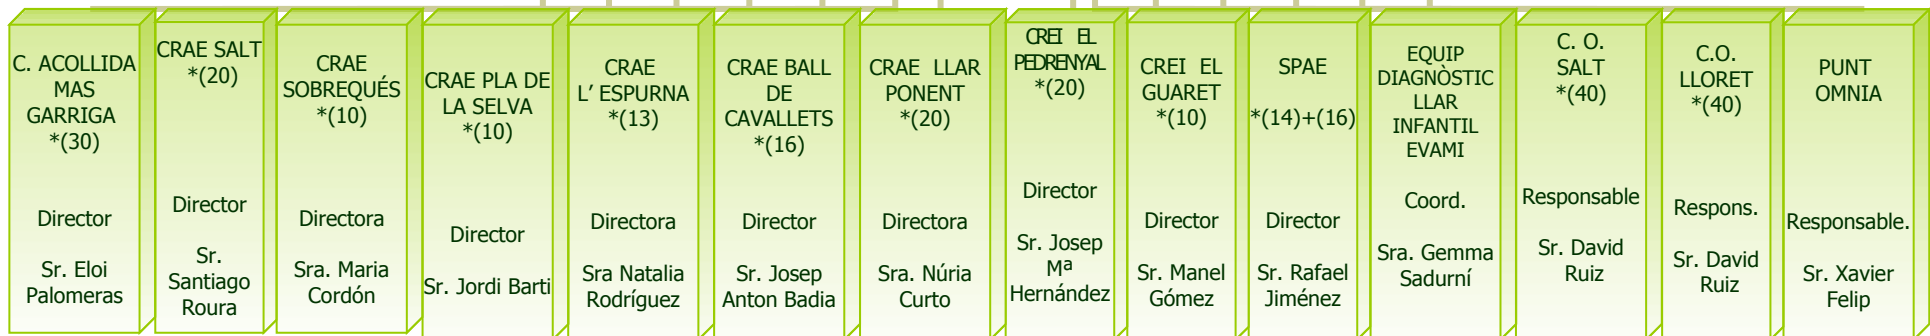 C. ACOLLIDA
MAS
GARRIGA
*(30)
Director
Sr. Eloi
Palomeras
CRAE SALT
*(20)
Director
Sr.
Santiago
Roura
CRAE
SOBREQUÉS
*(10)
Directora
Sra. Maria
Cordón
CRAE PLA DE
LA SELVA
*(10)
Director
Sr. Jordi Barti
CRAE
L’ ESPURNA
*(13)
Directora
Sra Natalia
Rodríguez
CRAE BALL
DE
CAVALLETS
*(16)
Director
Sr. Josep
Anton Badia
CRAE LLAR
PONENT
*(20)
Directora
Sra. Núria
Curto
CREI EL
PEDRENYAL
*(20)
Director
Sr. Josep
Mª
Hernández
CREI EL
GUARET
*(10)
Director
Sr. Manel
Gómez
SPAE
*(14)+(16)
Director
Sr. Rafael
Jiménez
EQUIP
DIAGNÒSTIC
LLAR
INFANTIL
EVAMI
Coord.
Sra. Gemma
Sadurní
C. O.
SALT
*(40)
Responsable
Sr. David
Ruiz
C.O.
LLORET
*(40)
Respons.
Sr. David
Ruiz
PUNT
OMNIA
Responsable.
Sr. Xavier
Felip